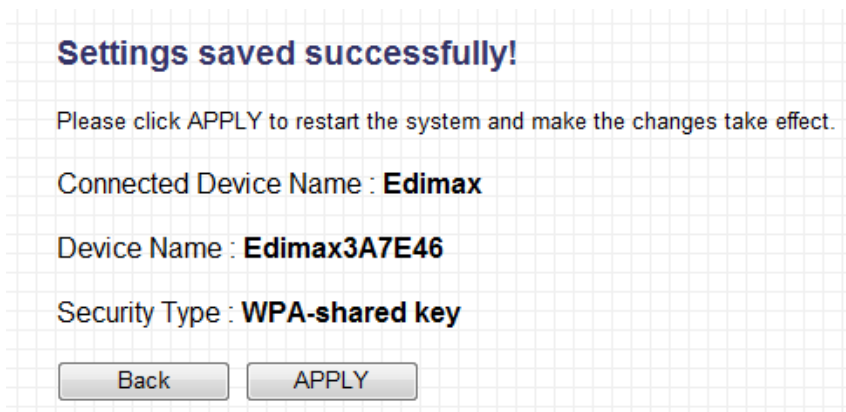 Settings saved successfully!
Please click APPLY to restart the system and make the changes take effect.
Connected Device Name : Edimax
Device Name : Edimax3A7E46
Security Type : WPA-shared key
Back APPLY